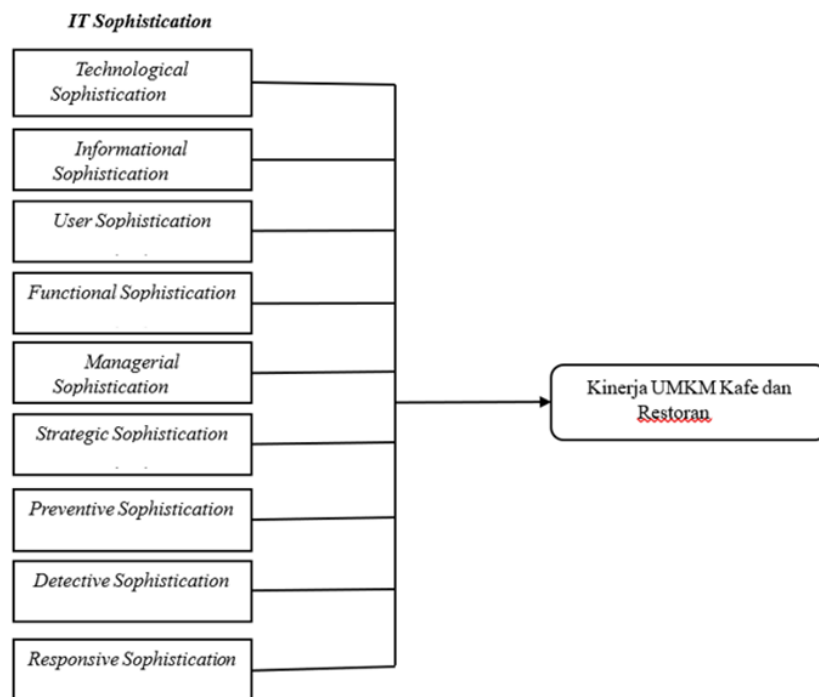 IT Sophistication
Technological
Sophistication
Informational
Sophistication
User Sophistication
Functional Sophistication
Managerial
Sophistication
Strategic Sophistication
Preventive Sophistication
Detective Sophistication
Responsive Sophistication
Kinerja UMKM Kafe dan
Restoran